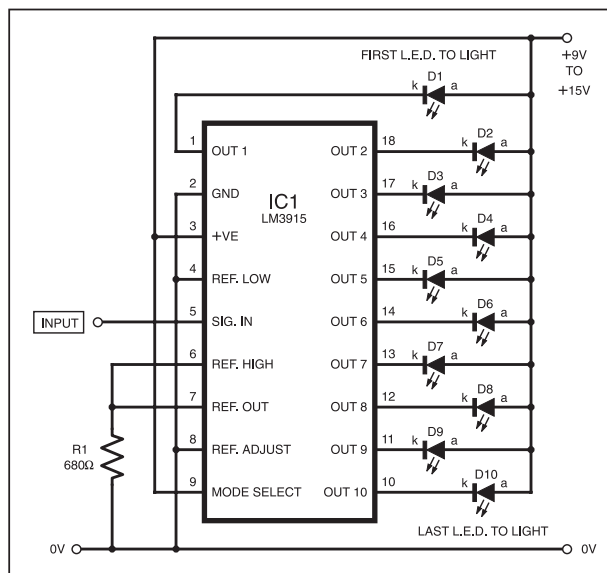 FIRST L.E.D. TO LIGHT
+9V
TO
+15V
k D1 a
1 OUT 1 OUT 2 18 k D2 a
2 GND OUT 3 17 k D3 a
IC1
LM3915
3 +VE OUT 4 16 k D4 a
4 REF. LOW OUT 5 15 k D5 a
INPUT 5 SIG. IN OUT 6 14 k D6 a
6 REF. HIGH OUT 7 13 k D7 a
7 REF. OUT OUT 8 12 k D8 a
R1
680Ω
8 REF. ADJUST OUT 9 11 k D9 a
9 MODE SELECT OUT 10 10 k D10 a
LAST L.E.D. TO LIGHT
0V 0V